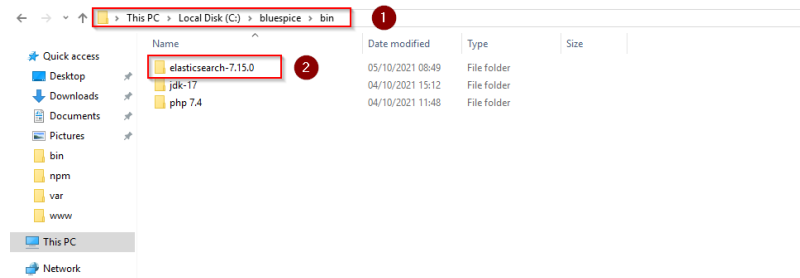 This PC > Local Disk (C:) > bluespice > bin
1
Name
Date modified
Type
Size
Quick access
Desktop
Downloads
Documents
Pictures
bin
npm
var
www
This PC
Network
elasticsearch-7.15.0
2
05/10/2021 08:49
File folder
jdk-17
04/10/2021 15:12
File folder
php 7.4
04/10/2021 11:48
File folder